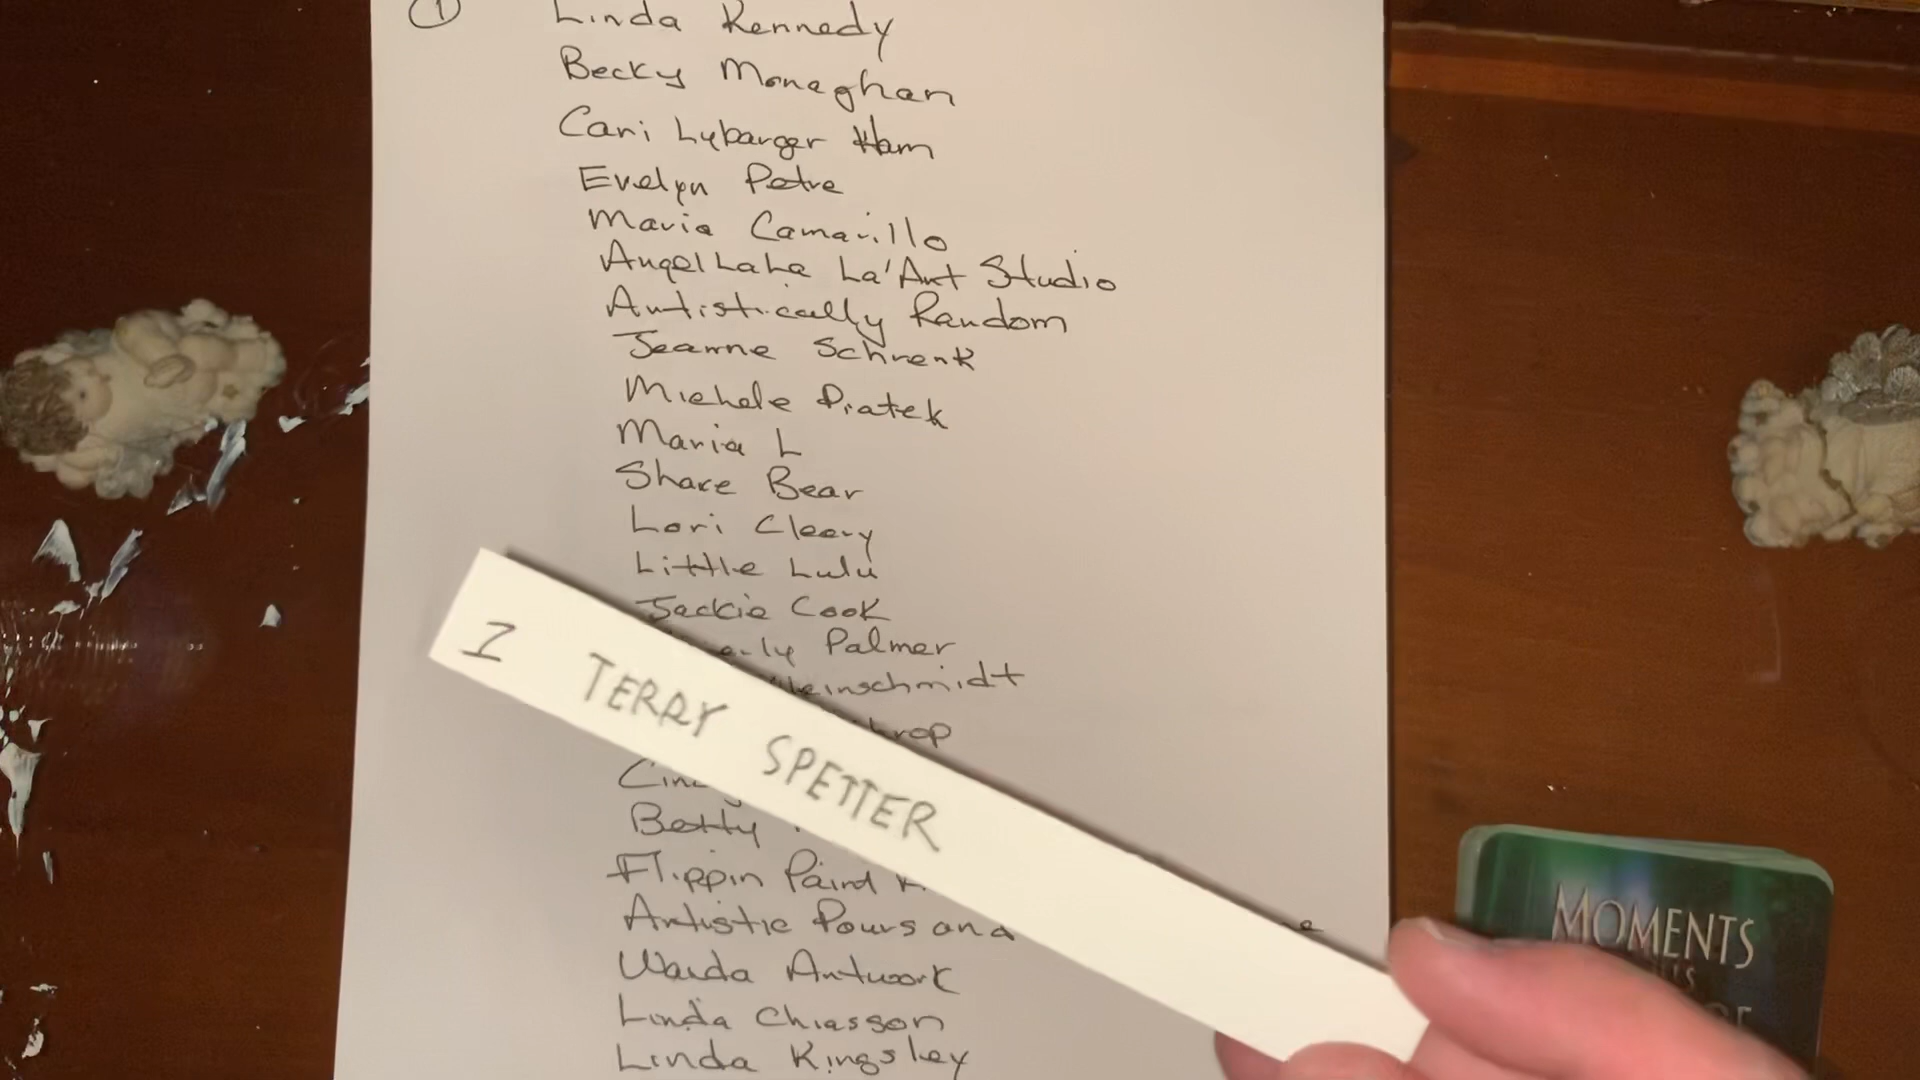 1 Linda Kennedy
Becky Monaghan
Cari Lybarger Ham
Evelyn Petre
Maria Camarillo
AngelLaLa La'Art Studio
Artistically Random
Jeanne Schrenk
Michele Piatek
Maria L
Share Bear
Lori Cleary
Little Lulu
Jackie Cook
Palmer
Betty
Flippin Paint
Artistic Pours and
Wanda Antwork
Linda Chiasson
Linda Kingsley
I TERRY SPETTER
MOMENTS